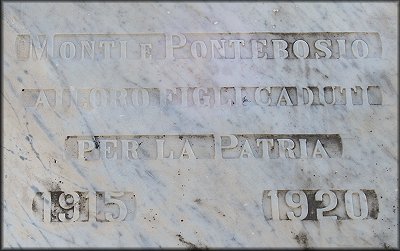 MONTI E PONTEBOSIO
AI LORO FIGLI CADUTI
PER LA PATRIA
1915 1920